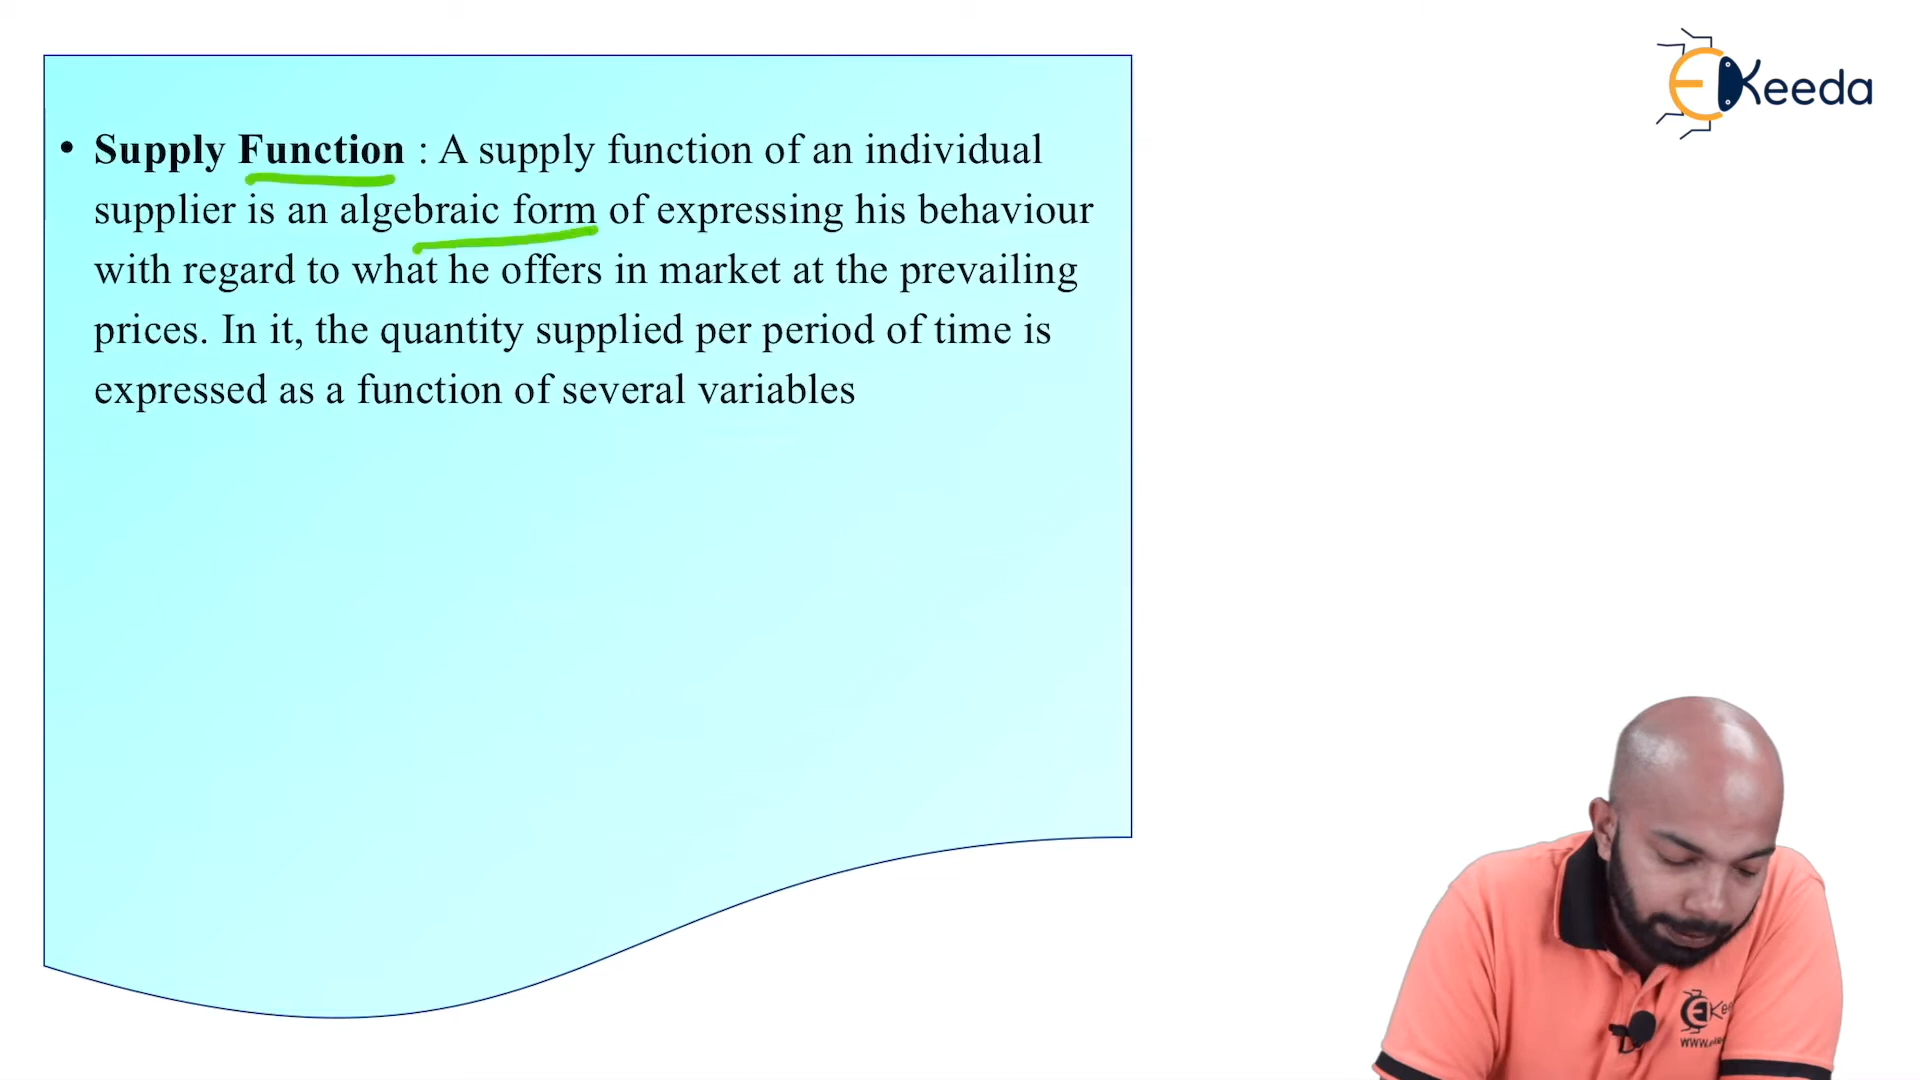 EKeeda
• Supply Function : A supply function of an individual
supplier is an algebraic form of expressing his behaviour
with regard to what he offers in market at the prevailing
prices. In it, the quantity supplied per period of time is
expressed as a function of several variables